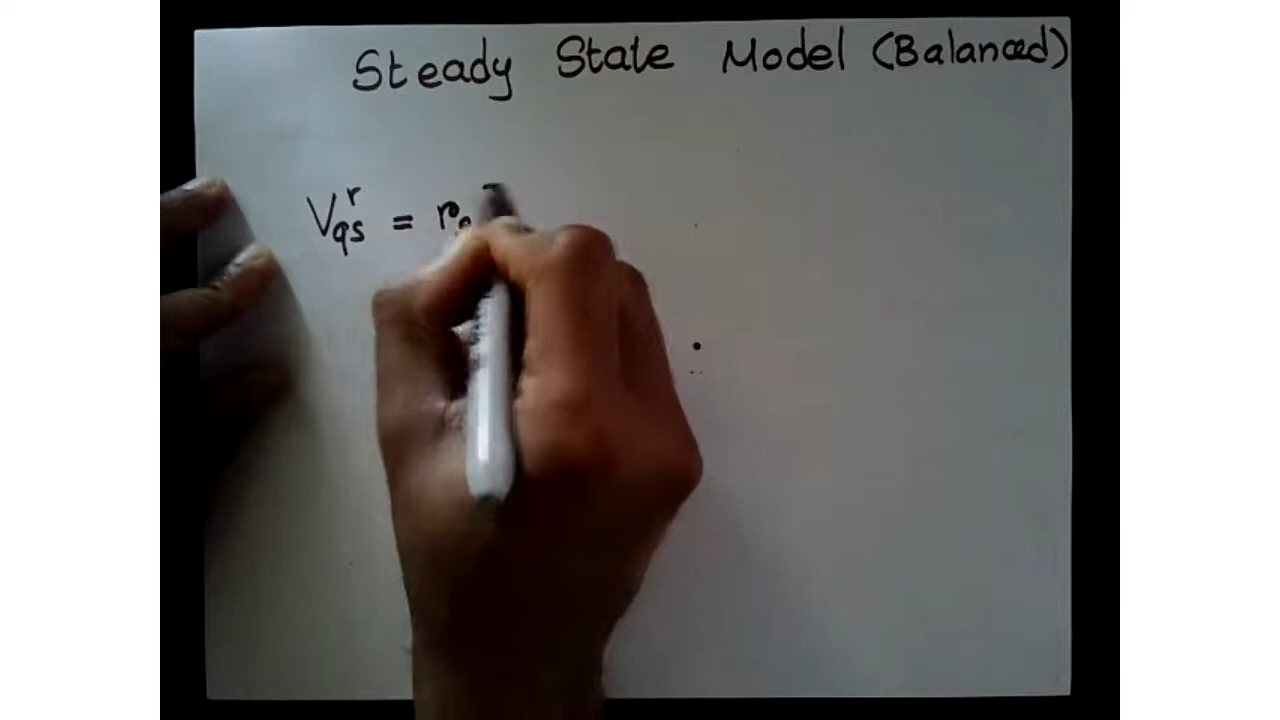 Steady State Model (Balanced)
V^r_qs = r_s